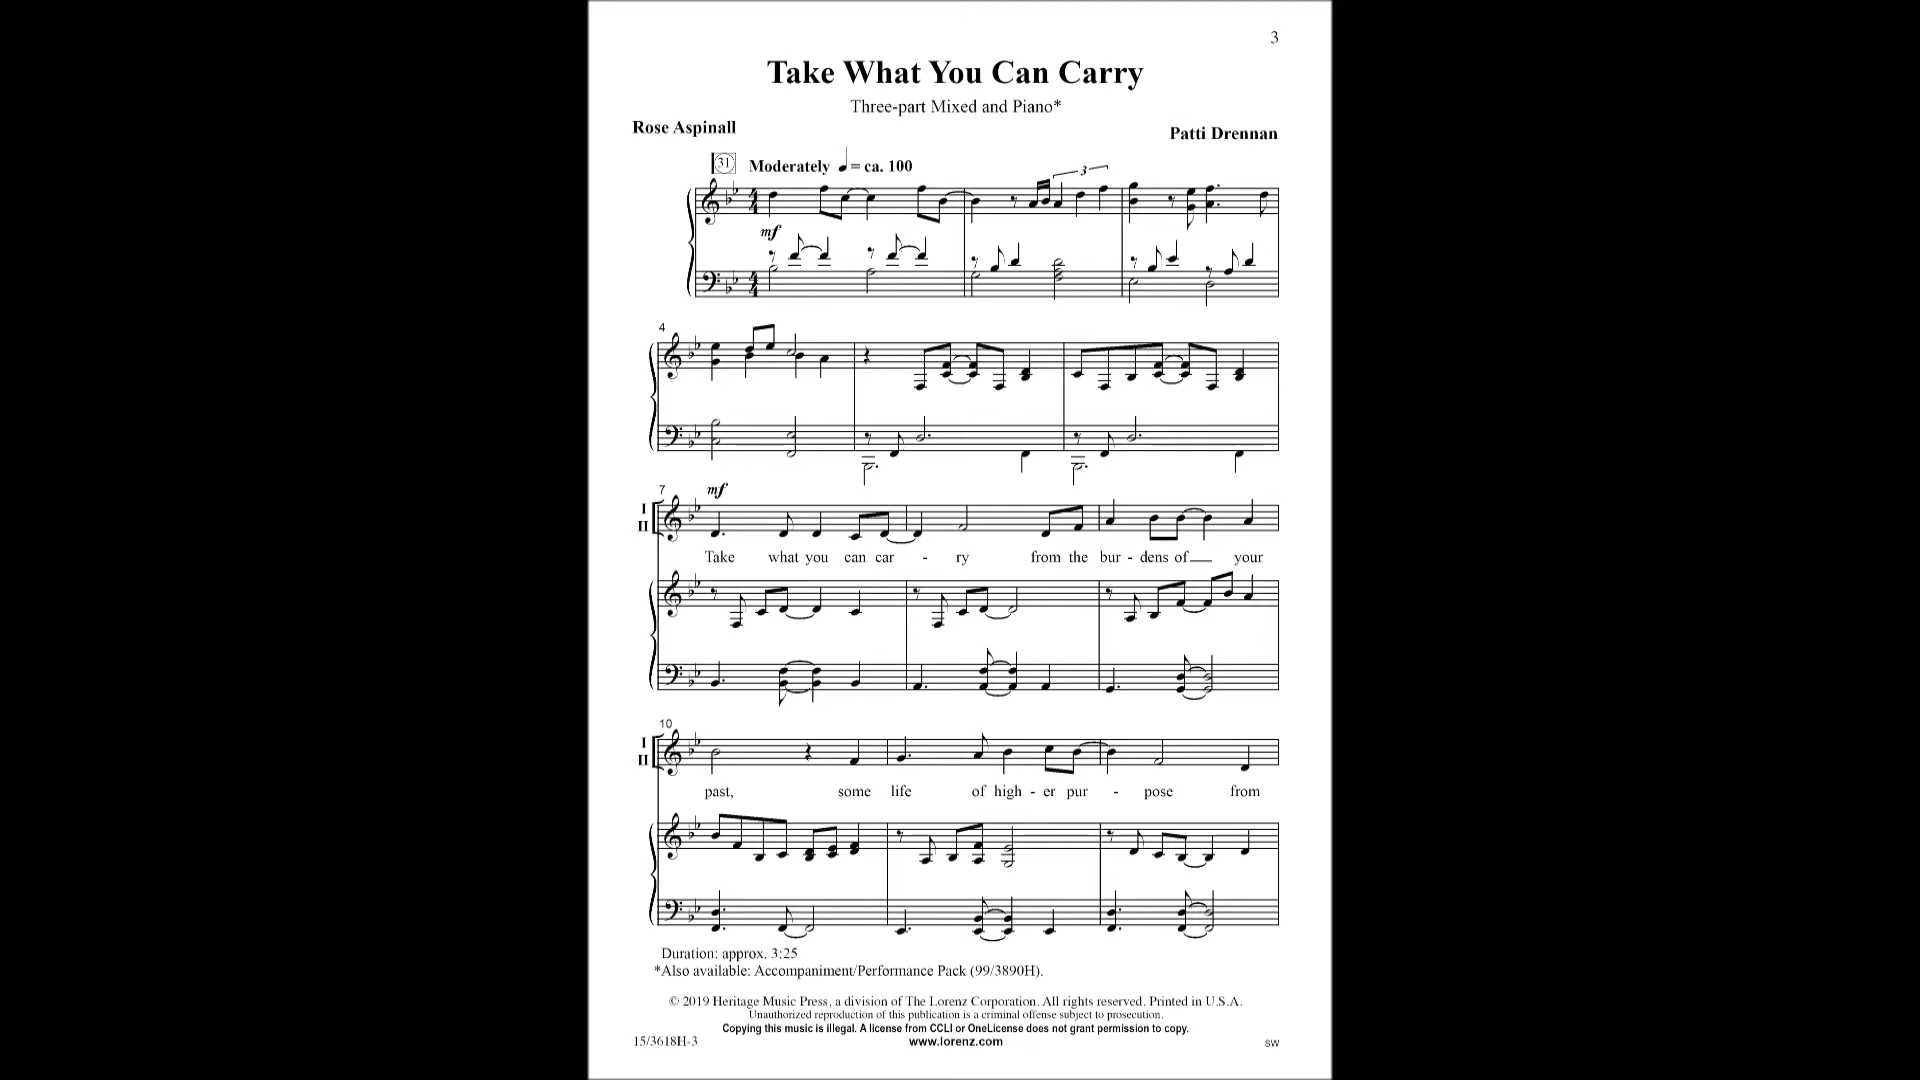 3
Take What You Can Carry
Three-part Mixed and Piano*
Rose Aspinall
Patti Drennan
31 Moderately ♩ = ca. 100
3
mf
4
7 mf
I
II
Take what you can car - ry from the bur - dens of your
10
I
II
past, some life of high - er pur - pose from
Duration: approx. 3:25
*Also available: Accompaniment/Performance Pack (99/3890H).
© 2019 Heritage Music Press, a division of The Lorenz Corporation. All rights reserved. Printed in U.S.A.
Unauthorized reproduction of this publication is a criminal offense subject to prosecution.
Copying this music is illegal. A license from CCLI or OneLicense does not grant permission to copy.
15/3618H-3
www.lorenz.com
SW